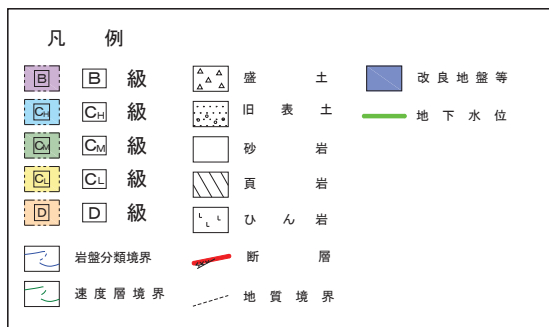 凡例
B B 級 盛土 改良地盤等
CH CH 級 旧表土 地下水位
CM CM 級 砂岩
CL CL 級 頁岩
D D 級 ひん岩
岩盤分類境界 断層
速度層境界 地質境界